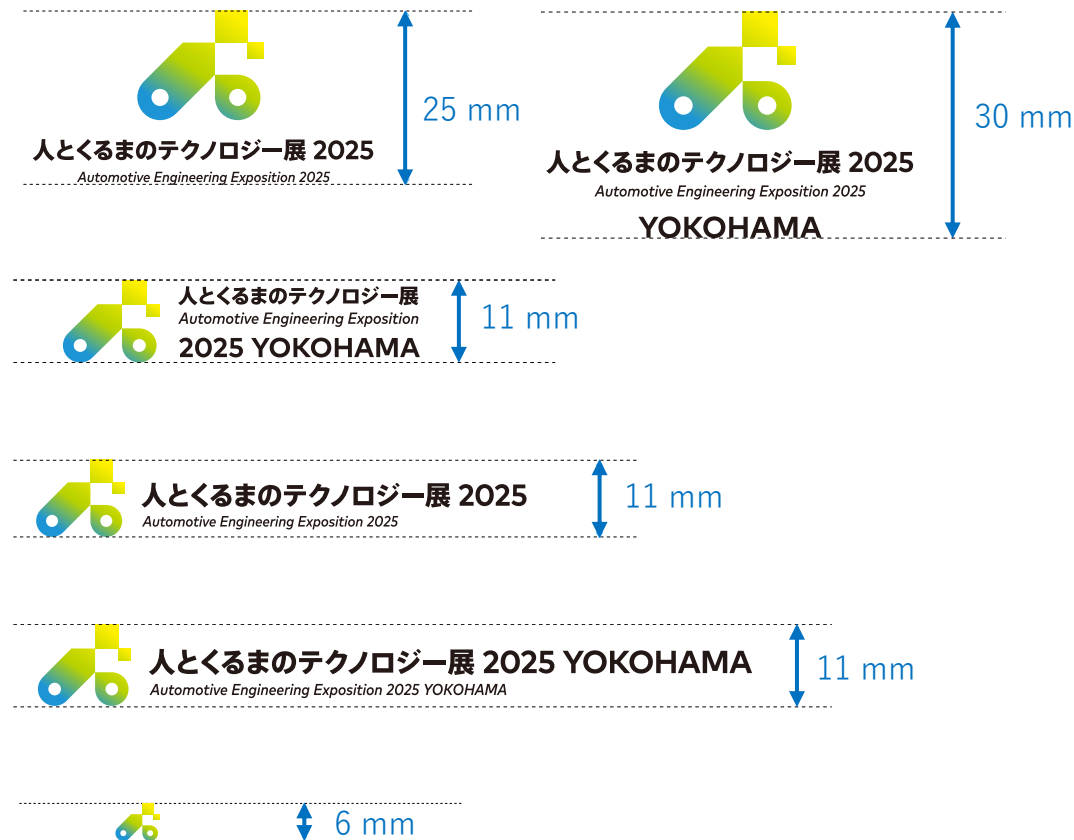 25 mm
人とくるまのテクノロジー展 2025
Automotive Engineering Exposition 2025
30 mm
人とくるまのテクノロジー展 2025
Automotive Engineering Exposition 2025
YOKOHAMA
人とくるまのテクノロジー展
Automotive Engineering Exposition
2025 YOKOHAMA
11 mm
人とくるまのテクノロジー展 2025
Automotive Engineering Exposition 2025
11 mm
人とくるまのテクノロジー展 2025 YOKOHAMA
Automotive Engineering Exposition 2025 YOKOHAMA
11 mm
6 mm